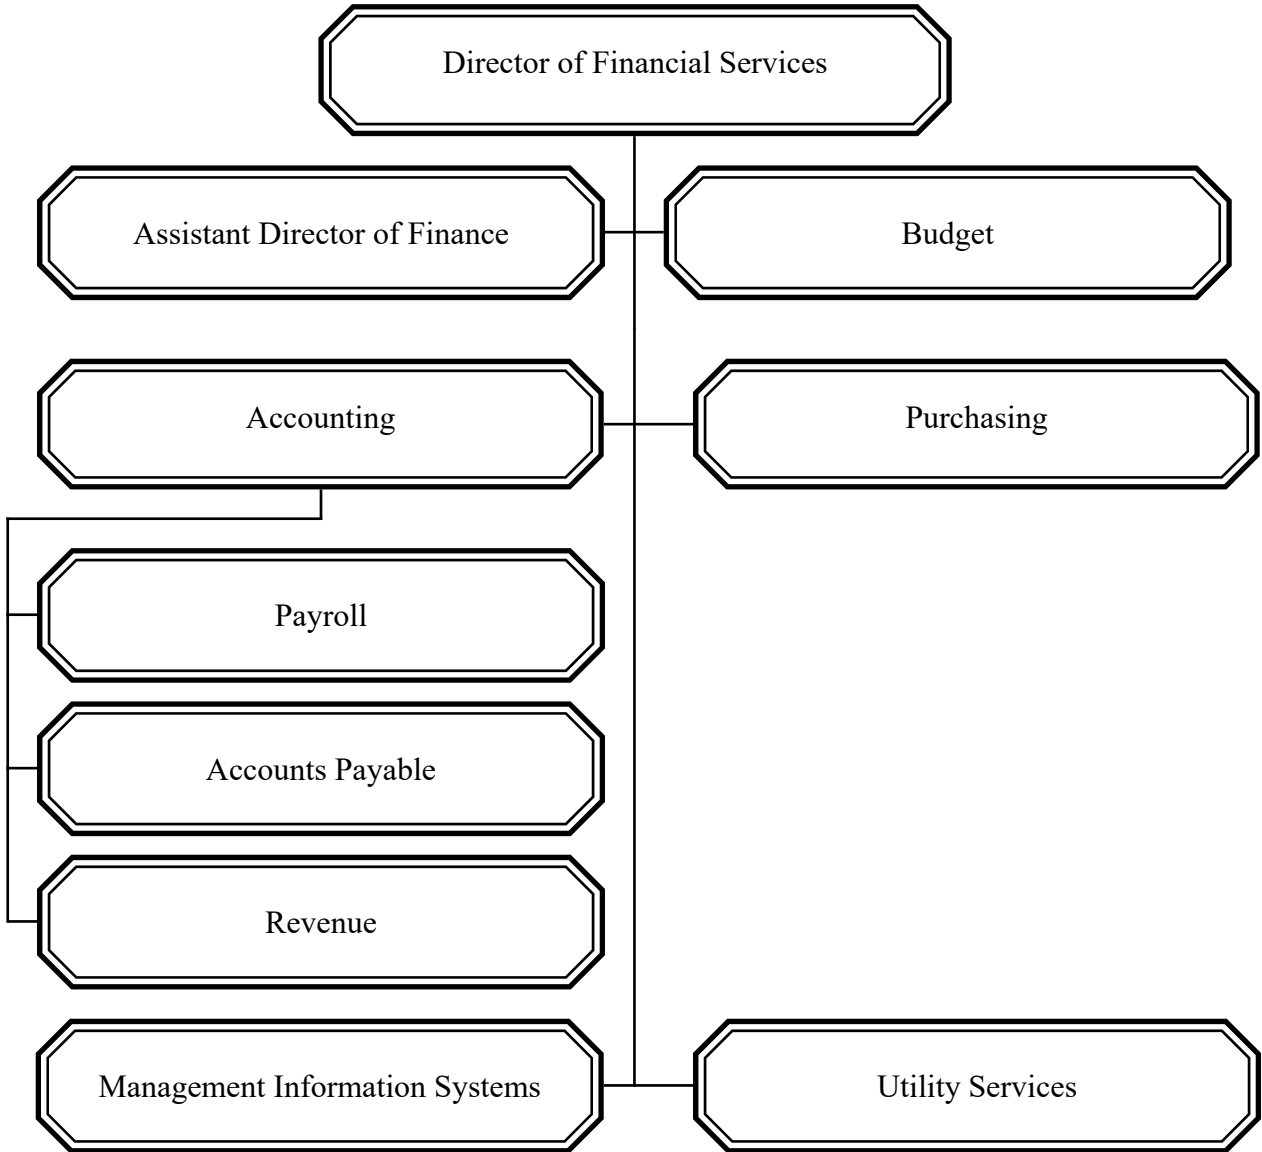 Director of Financial Services
Assistant Director of Finance
Budget
Accounting
Purchasing
Payroll
Accounts Payable
Revenue
Management Information Systems
Utility Services